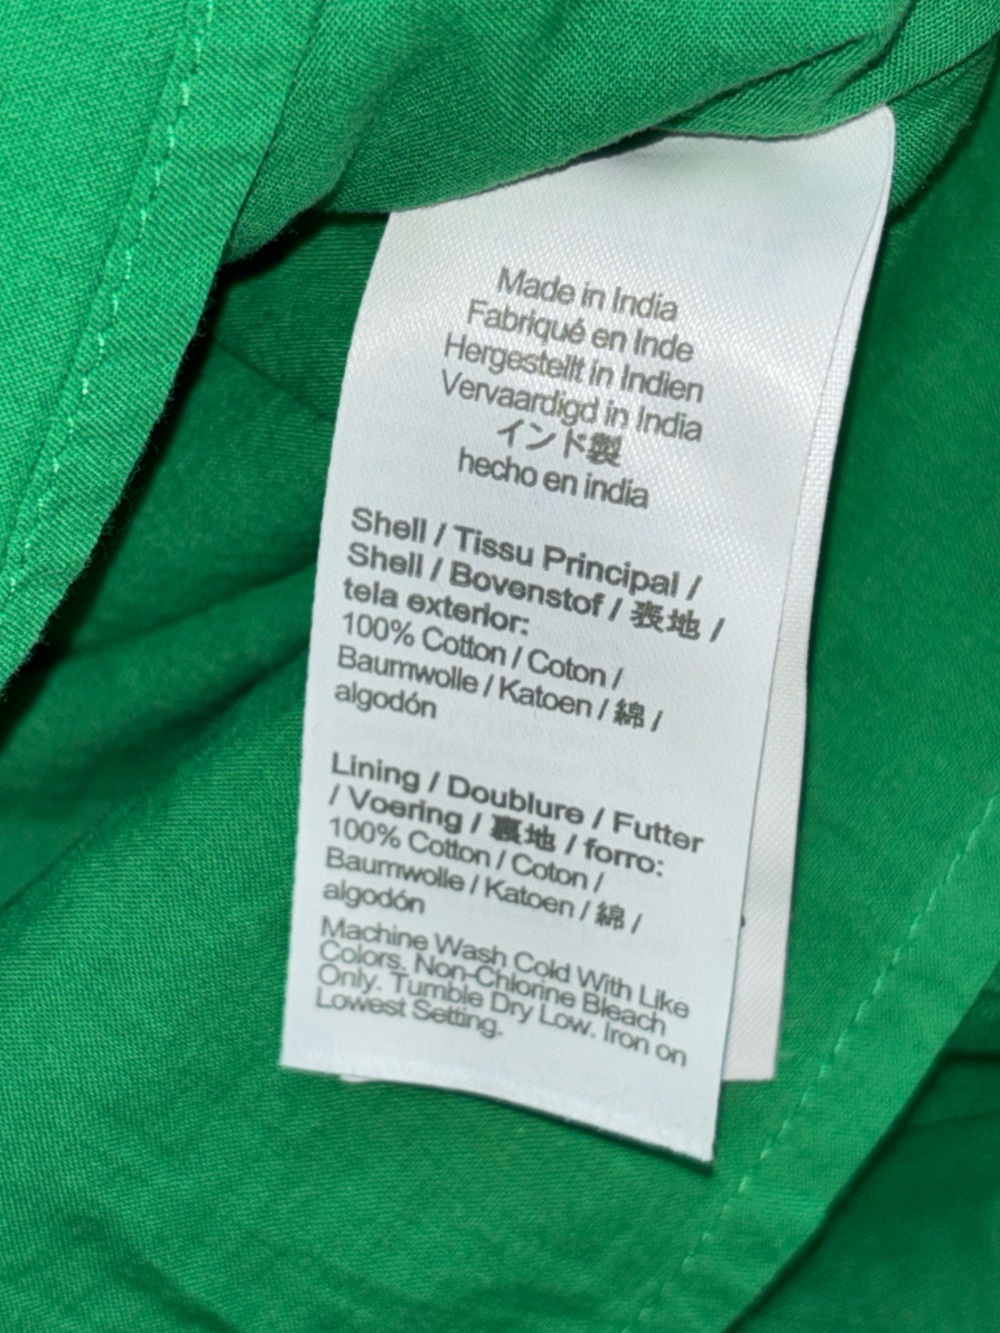 Made in India
Fabriqué en Inde
Hergestellt in Indien
Vervaardigd in India
インド製
hecho en india
Shell / Tissu Principal /
Shell / Bovenstof / 表地 /
tela exterior:
100% Cotton / Coton /
Baumwolle / Katoen / 綿 /
algodón
Lining / Doublure / Futter
/ Voering / 裏地 / forro:
100% Cotton / Coton /
Baumwolle / Katoen / 綿 /
algodón
Machine Wash Cold With Like
Colors. Non-Chlorine Bleach
Only. Tumble Dry Low. Iron on
Lowest Setting.